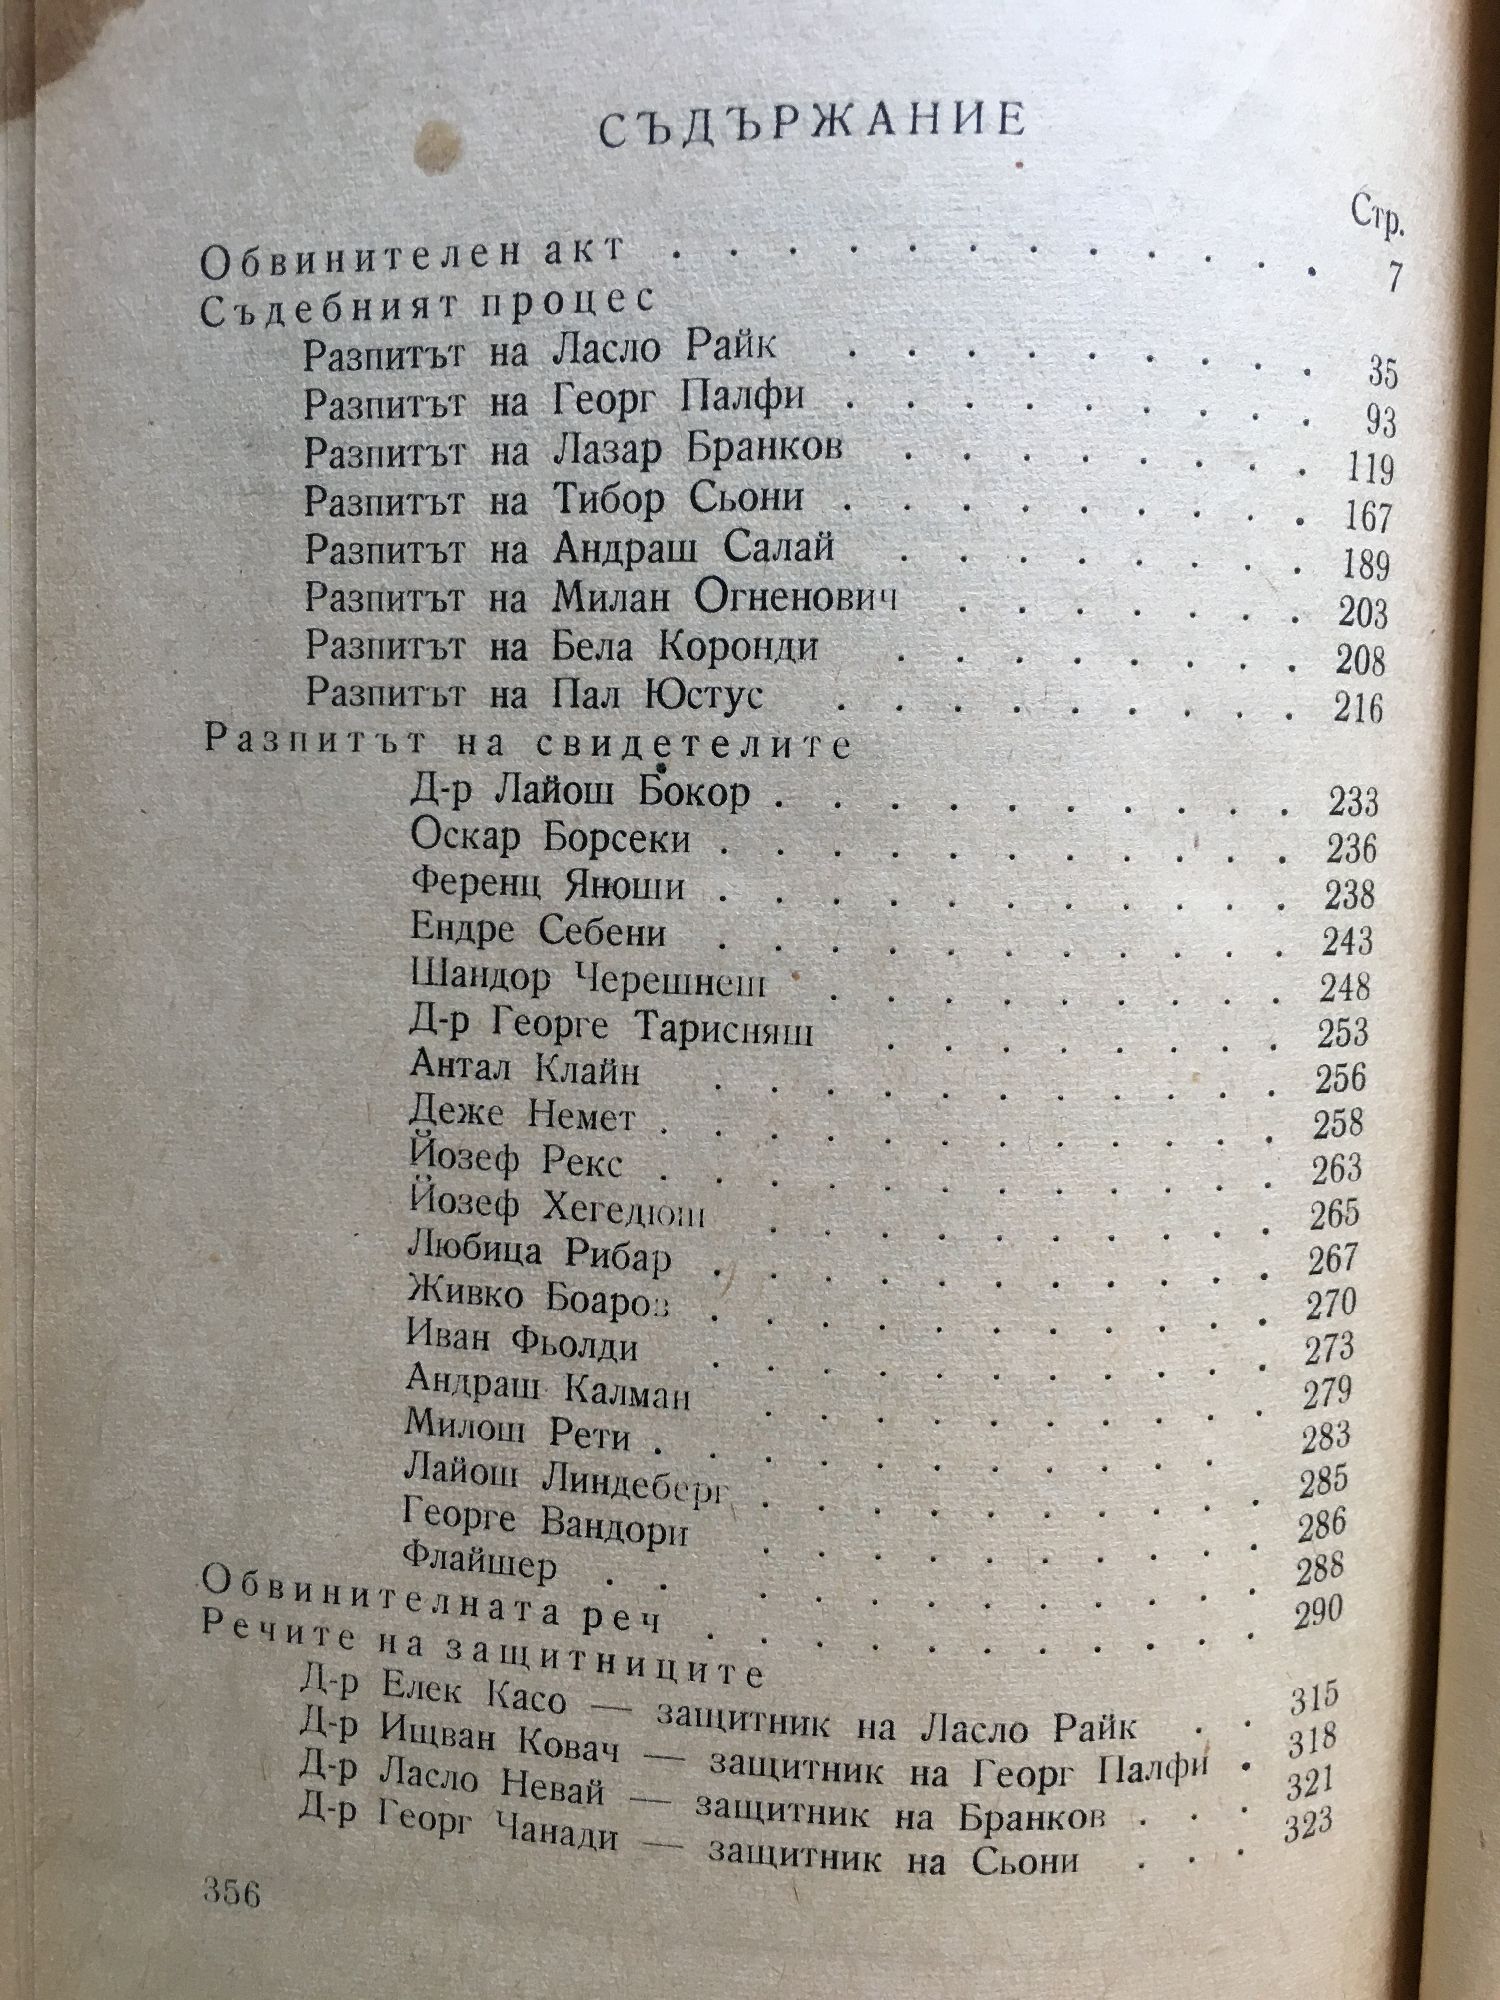 СЪДЪРЖАНИЕ
Стр.
Обвинителен акт . . . . . . . . . . . . 7
Съдебният процес
Разпитът на Ласло Райк . . . . . . . . . 35
Разпитът на Георг Палфи . . . . . . . . . 93
Разпитът на Лазар Бранков . . . . . . . . 119
Разпитът на Тибор Сьони . . . . . . . . . 167
Разпитът на Андраш Салай . . . . . . . . 189
Разпитът на Милан Огненович . . . . . . . 203
Разпитът на Бела Коронди . . . . . . . . 208
Разпитът на Пал Юстус . . . . . . . . . 216
Разпитът на свидетелите
Д-р Лайош Бокор . . . . . . . . . . 233
Оскар Борсеки . . . . . . . . . . . 236
Ференц Яноши . . . . . . . . . . . 238
Ендре Себени . . . . . . . . . . . 243
Шандор Черешнеш . . . . . . . . . 248
Д-р Георге Тарисняш . . . . . . . . 253
Антал Клайн . . . . . . . . . . . 256
Деже Немет . . . . . . . . . . . . 258
Йозеф Рекс . . . . . . . . . . . . 263
Йозеф Хегедюш . . . . . . . . . . 265
Любица Рибар . . . . . . . . . . . 267
Живко Боаров . . . . . . . . . . . 270
Иван Фьолди . . . . . . . . . . . 273
Андраш Калман . . . . . . . . . . 279
Милош Рети . . . . . . . . . . . . 283
Лайош Линдеберг . . . . . . . . . . 285
Георге Вандори . . . . . . . . . . 286
Флайшер . . . . . . . . . . . . 288
Обвинителната реч . . . . . . . . . . . 290
Речите на защитниците
Д-р Елек Касо — защитник на Ласло Райк . . 315
Д-р Ищван Ковач — защитник на Георг Палфи . 318
Д-р Ласло Невай — защитник на Бранков . . . 321
Д-р Георг Чанади — защитник на Сьони . . . 323
356